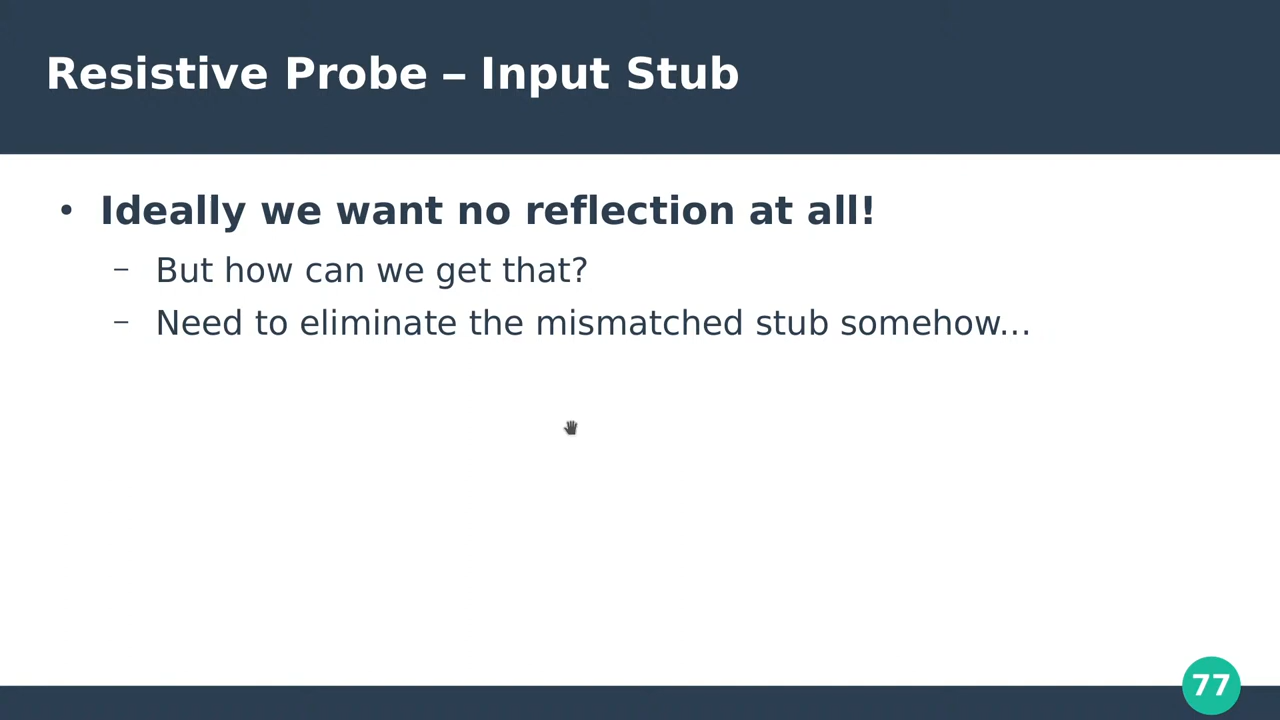 Resistive Probe – Input Stub
• Ideally we want no reflection at all!
– But how can we get that?
– Need to eliminate the mismatched stub somehow...
77